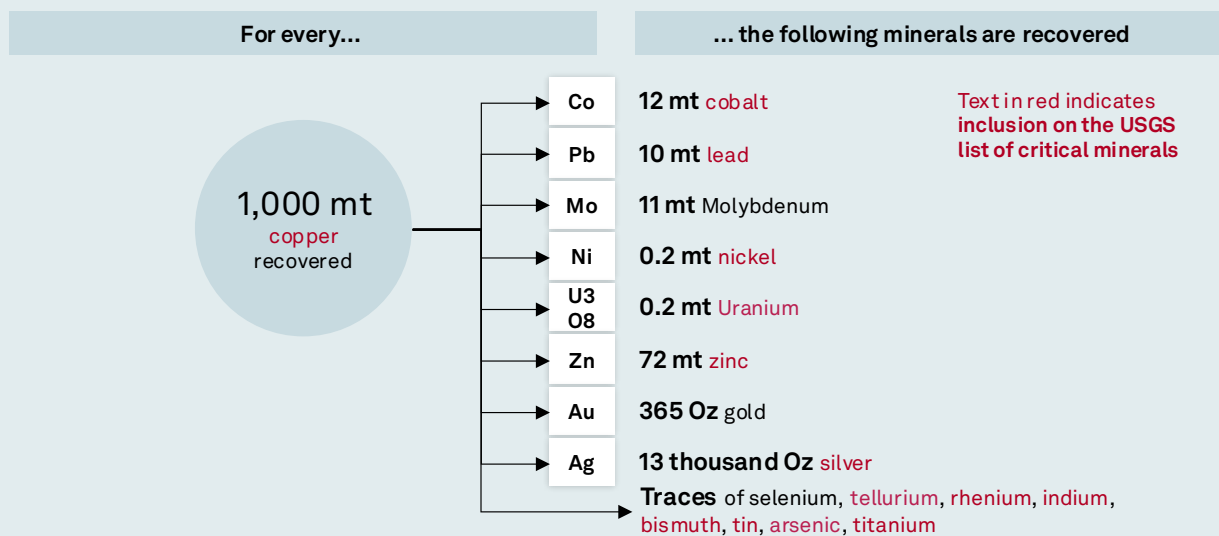 For every...
... the following minerals are recovered
1,000 mt
copper
recovered
Co
12 mt cobalt
Text in red indicates
inclusion on the USGS
list of critical minerals
Pb
10 mt lead
Mo
11 mt Molybdenum
Ni
0.2 mt nickel
U3
O8
0.2 mt Uranium
Zn
72 mt zinc
Au
365 Oz gold
Ag
13 thousand Oz silver
Traces of selenium, tellurium, rhenium, indium,
bismuth, tin, arsenic, titanium